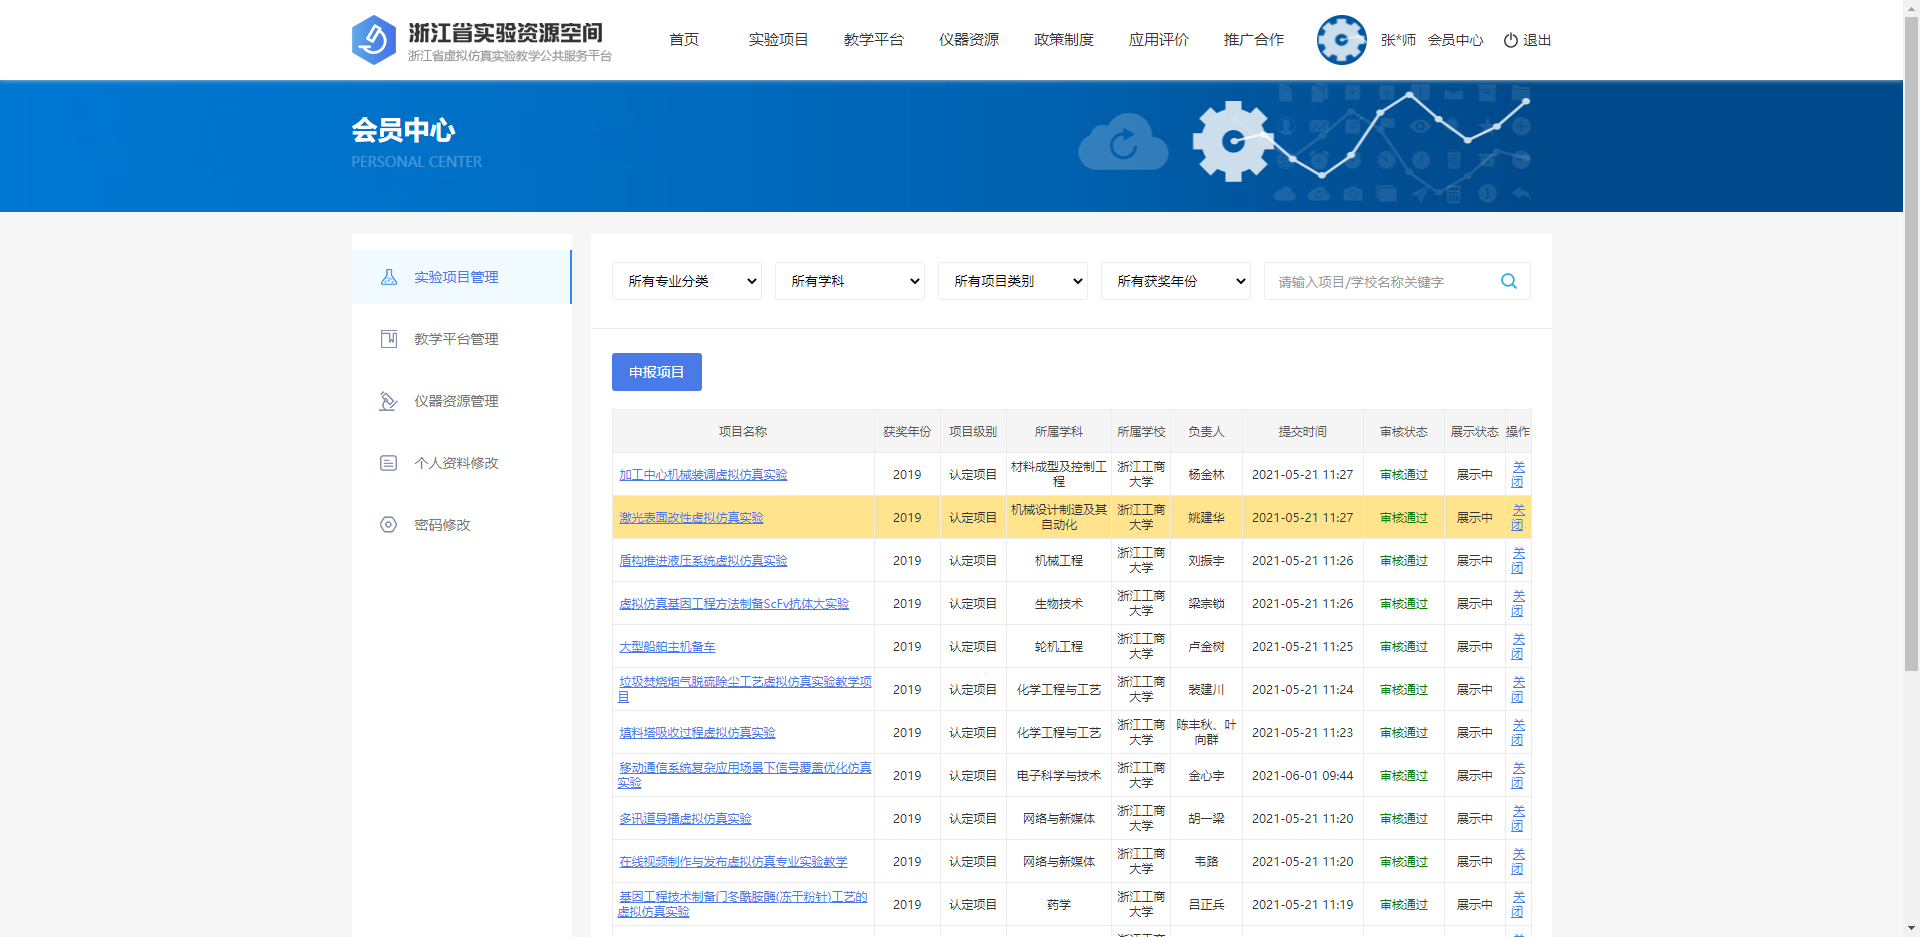 浙江省实验资源空间
浙江省虚拟仿真实验教学公共服务平台
首页 实验项目 教学平台 仪器资源 政策制度 应用评价 推广合作 张*师 会员中心 退出
会员中心
PERSONAL CENTER
实验项目管理
教学平台管理
仪器资源管理
个人资料修改
密码修改
所有专业分类 所有学科 所有项目类别 所有获奖年份 请输入项目/学校名称关键字
申报项目
项目名称 获奖年份 项目级别 所属学科 所属学校 负责人 提交时间 审核状态 展示状态 操作
加工中心机械装调虚拟仿真实验 2019 认定项目 材料成型及控制工程 浙江工商大学 杨金林 2021-05-21 11:27 审核通过 展示中 关闭
激光表面改性虚拟仿真实验 2019 认定项目 机械设计制造及其自动化 浙江工商大学 姚建华 2021-05-21 11:27 审核通过 展示中 关闭
盾构推进液压系统虚拟仿真实验 2019 认定项目 机械工程 浙江工商大学 刘振宇 2021-05-21 11:26 审核通过 展示中 关闭
虚拟仿真基因工程方法制备ScFv抗体大实验 2019 认定项目 生物技术 浙江工商大学 梁宗锁 2021-05-21 11:26 审核通过 展示中 关闭
大型船舶主机备车 2019 认定项目 轮机工程 浙江工商大学 卢金树 2021-05-21 11:25 审核通过 展示中 关闭
垃圾焚烧烟气脱硫除尘工艺虚拟仿真实验教学项目 2019 认定项目 化学工程与工艺 浙江工商大学 裴建川 2021-05-21 11:24 审核通过 展示中 关闭
填料塔吸收过程虚拟仿真实验 2019 认定项目 化学工程与工艺 浙江工商大学 陈丰秋、叶向群 2021-05-21 11:23 审核通过 展示中 关闭
移动通信系统复杂应用场景下信号覆盖优化仿真实验 2019 认定项目 电子科学与技术 浙江工商大学 金心宇 2021-06-01 09:44 审核通过 展示中 关闭
多讯道导播虚拟仿真实验 2019 认定项目 网络与新媒体 浙江工商大学 胡一梁 2021-05-21 11:20 审核通过 展示中 关闭
在线视频制作与发布虚拟仿真专业实验教学 2019 认定项目 网络与新媒体 浙江工商大学 韦路 2021-05-21 11:20 审核通过 展示中 关闭
基因工程技术制备门冬酰胺酶(冻干粉针)工艺的虚拟仿真实验 2019 认定项目 药学 浙江工商大学 吕正兵 2021-05-21 11:19 审核通过 展示中 关闭